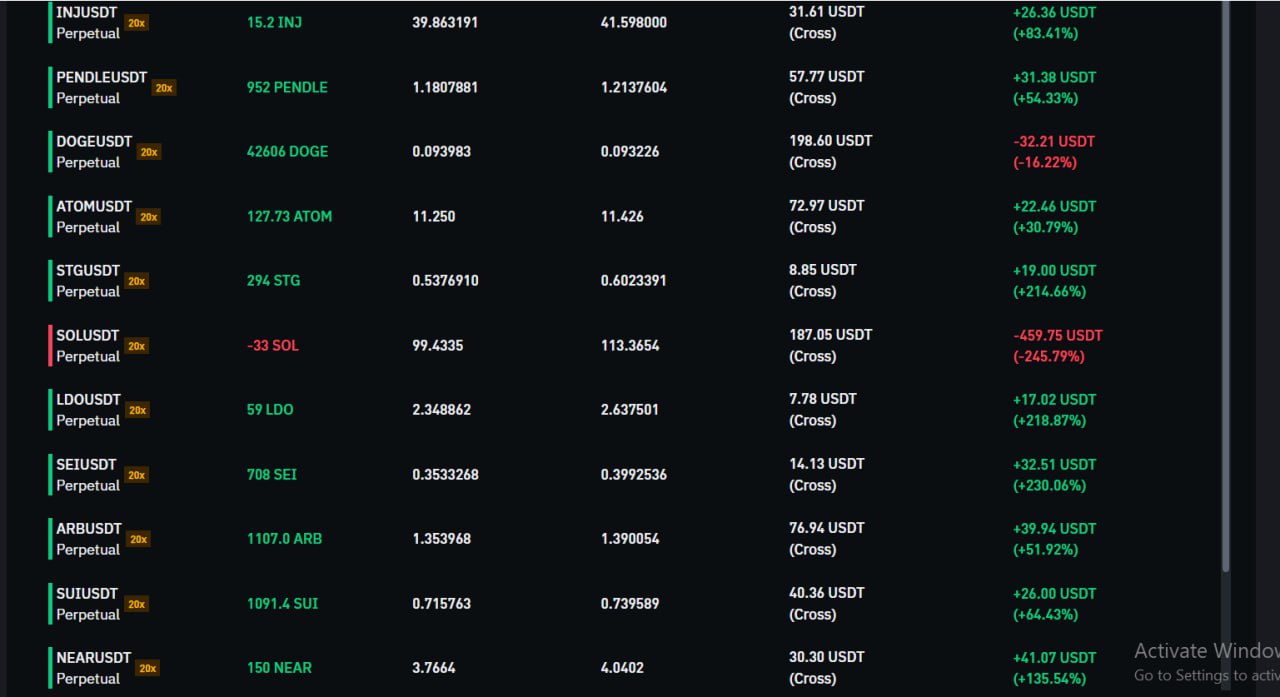 INJUSDT 20x 15.2 INJ 39.863191 41.598000 31.61 USDT +26.36 USDT
Perpetual (Cross) (+83.41%)
PENDLEUSDT 20x 952 PENDLE 1.1807881 1.2137604 57.77 USDT +31.38 USDT
Perpetual (Cross) (+54.33%)
DOGEUSDT 20x 42606 DOGE 0.093983 0.093226 198.60 USDT -32.21 USDT
Perpetual (Cross) (-16.22%)
ATOMUSDT 20x 127.73 ATOM 11.250 11.426 72.97 USDT +22.46 USDT
Perpetual (Cross) (+30.79%)
STGUSDT 20x 294 STG 0.5376910 0.6023391 8.85 USDT +19.00 USDT
Perpetual (Cross) (+214.66%)
SOLUSDT 20x -33 SOL 99.4335 113.3654 187.05 USDT -459.75 USDT
Perpetual (Cross) (-245.79%)
LDOUSDT 20x 59 LDO 2.348862 2.637501 7.78 USDT +17.02 USDT
Perpetual (Cross) (+218.87%)
SEIUSDT 20x 708 SEI 0.3533268 0.3992536 14.13 USDT +32.51 USDT
Perpetual (Cross) (+230.06%)
ARBUSDT 20x 1107.0 ARB 1.353968 1.390054 76.94 USDT +39.94 USDT
Perpetual (Cross) (+51.92%)
SUIUSDT 20x 1091.4 SUI 0.715763 0.739589 40.36 USDT +26.00 USDT
Perpetual (Cross) (+64.43%)
NEARUSDT 20x 150 NEAR 3.7664 4.0402 30.30 USDT +41.07 USDT
Perpetual (Cross) (+135.54%)
Activate Window
Go to Settings to activ